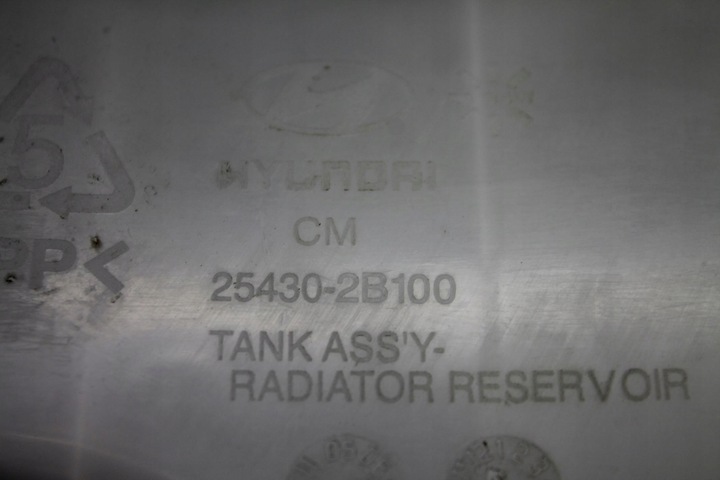 HYUNDAI
CM
5
PP<
25430-2B100
TANK ASS'Y-
RADIATOR RESERVOIR